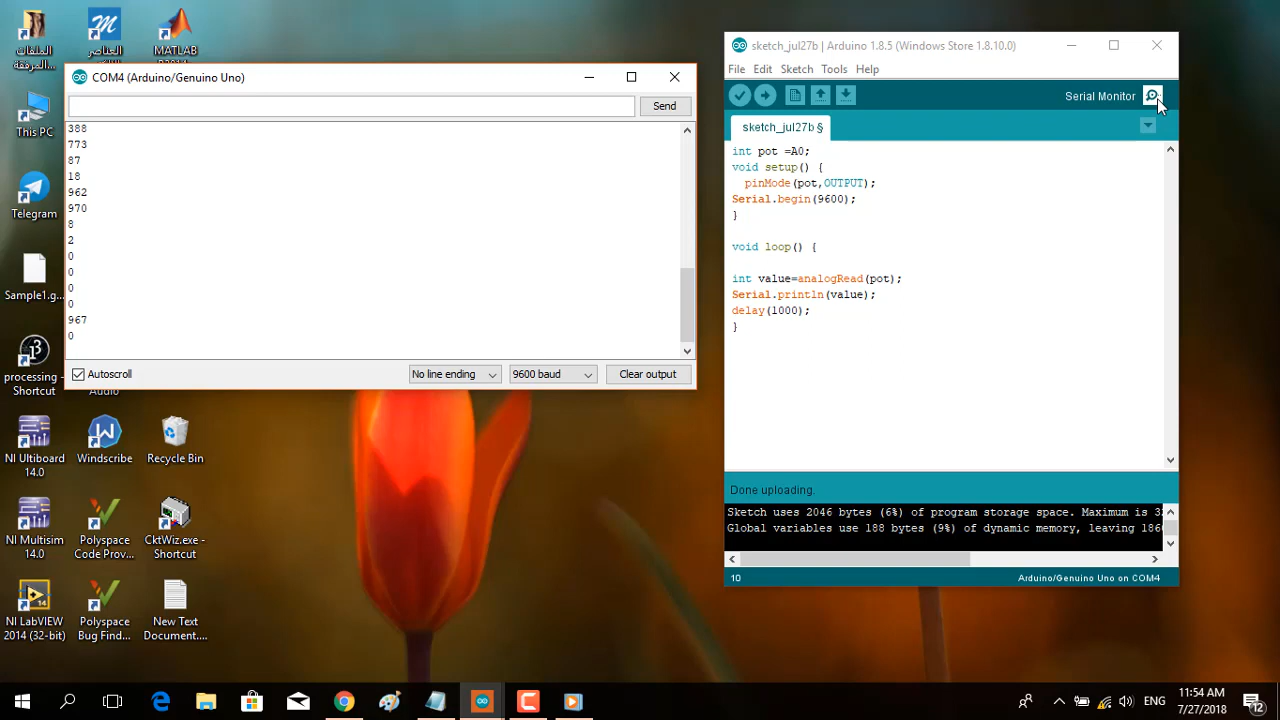 الملفات
المرفقة
العناصر
MATLAB
This PC
Telegram
Sample1.g...
processing -
Shortcut
Audio
NI Ultiboard
14.0
Windscribe
Recycle Bin
NI Multisim
14.0
Polyspace
Code Prov...
CktWiz.exe -
Shortcut
NI LabVIEW
2014 (32-bit)
Polyspace
Bug Find...
New Text
Document...
COM4 (Arduino/Genuino Uno)
Send
388
773
87
18
962
970
8
2
0
0
0
0
967
0
Autoscroll
No line ending
9600 baud
Clear output
sketch_jul27b | Arduino 1.8.5 (Windows Store 1.8.10.0)
File Edit Sketch Tools Help
Serial Monitor
sketch_jul27b §
int pot =A0;
void setup() {
pinMode(pot,OUTPUT);
Serial.begin(9600);
}
void loop() {
int value=analogRead(pot);
Serial.println(value);
delay(1000);
}
Done uploading.
Sketch uses 2046 bytes (6%) of program storage space. Maximum is 3
Global variables use 188 bytes (9%) of dynamic memory, leaving 186
10
Arduino/Genuino Uno on COM4
ENG
11:54 AM
7/27/2018
12